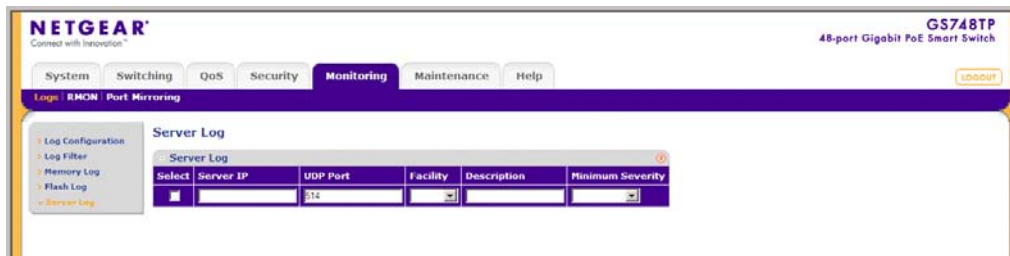 NETGEAR®
Connect with Innovation™
GS748TP
48-port Gigabit PoE Smart Switch
System Switching QoS Security Monitoring Maintenance Help
LOGOUT
Logs RMON Port Mirroring
Log Configuration
Log Filter
Memory Log
Flash Log
Server Log
Server Log
Server Log
Select Server IP UDP Port Facility Description Minimum Severity
514